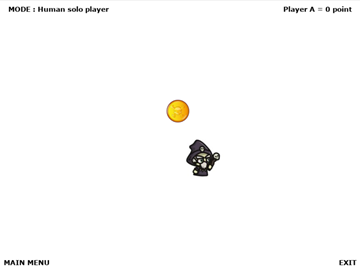 MODE : Human solo player
Player A = 0 point
MAIN MENU
EXIT